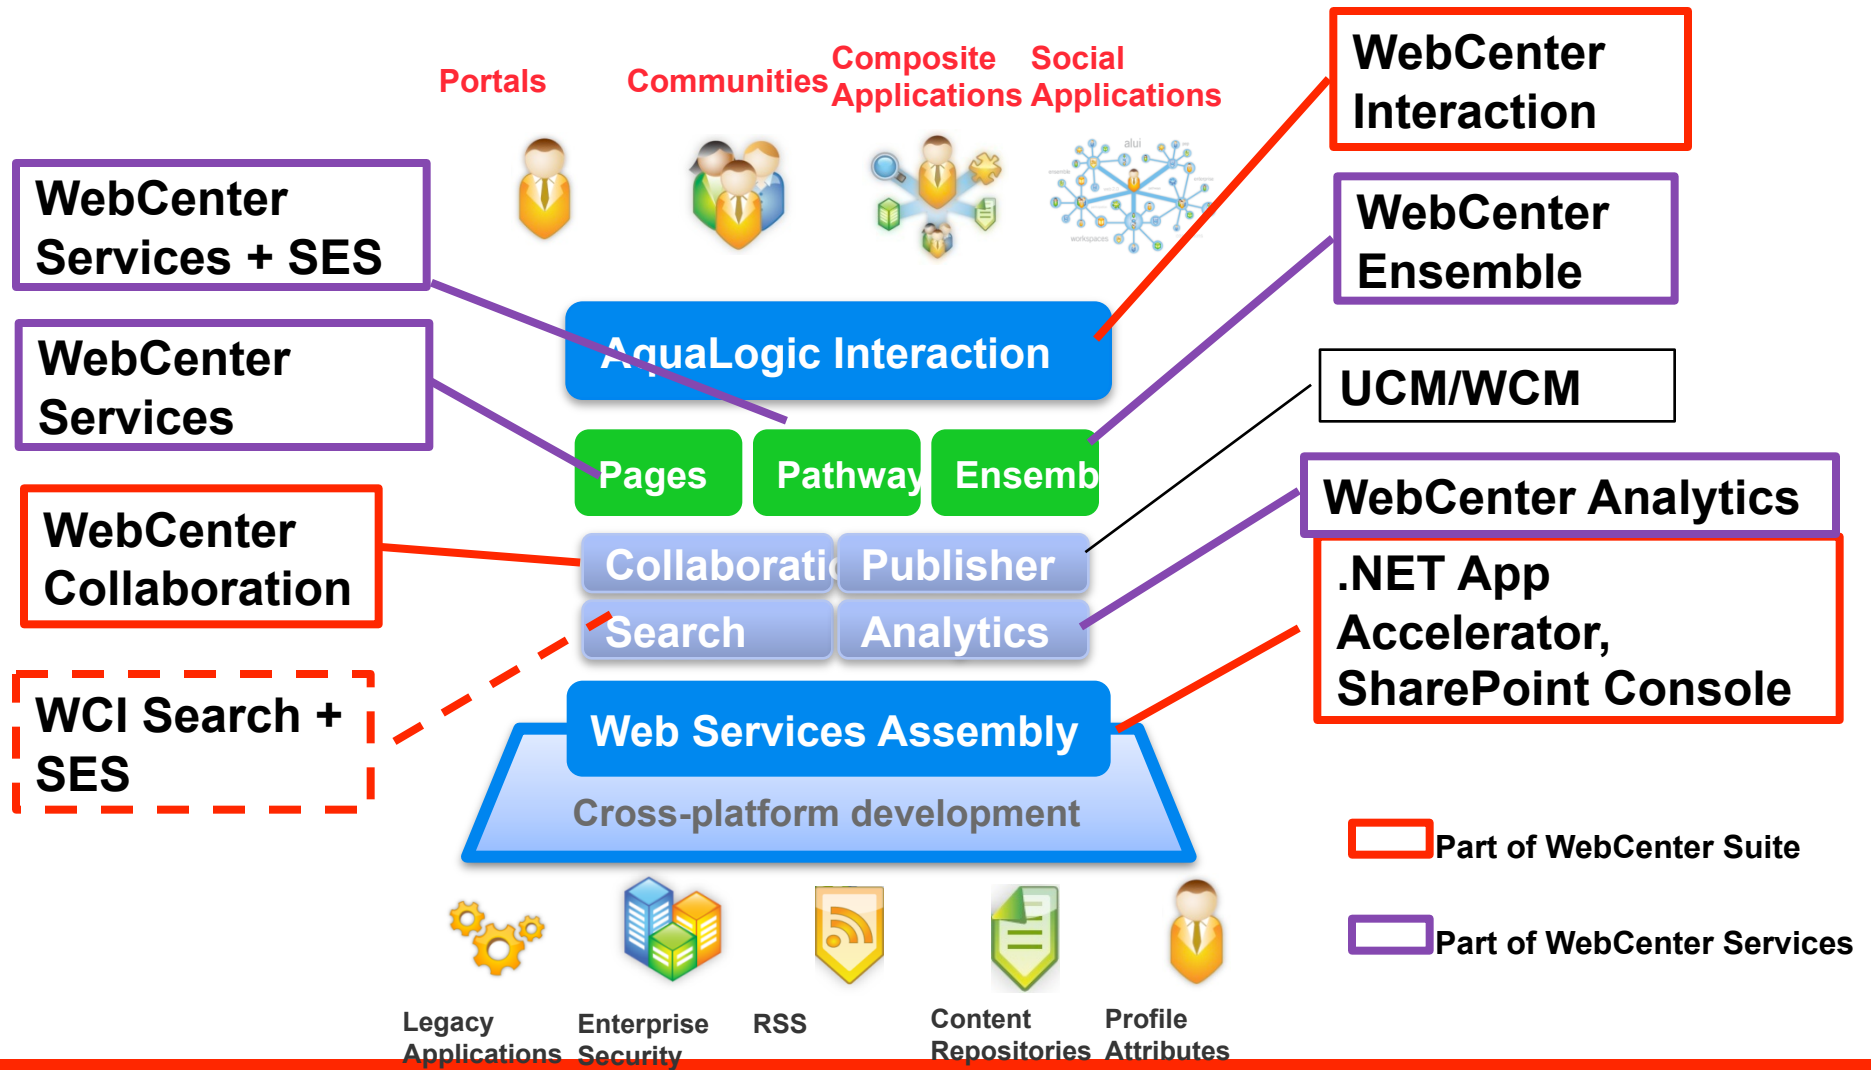 Portals
Communities
Composite
Applications
Social
Applications
WebCenter
Interaction
WebCenter
Services + SES
alui
workspaces
WebCenter
Ensemble
AquaLogic Interaction
WebCenter
Services
UCM/WCM
Pages
Pathway
Ensemb
WebCenter Analytics
WebCenter
Collaboration
Collaboratio
Publisher
.NET App
Accelerator,
SharePoint Console
Search
Analytics
WCI Search +
SES
Web Services Assembly
Cross-platform development
Part of WebCenter Suite
Part of WebCenter Services
Legacy
Applications
Enterprise
Security
RSS
Content
Repositories
Profile
Attributes